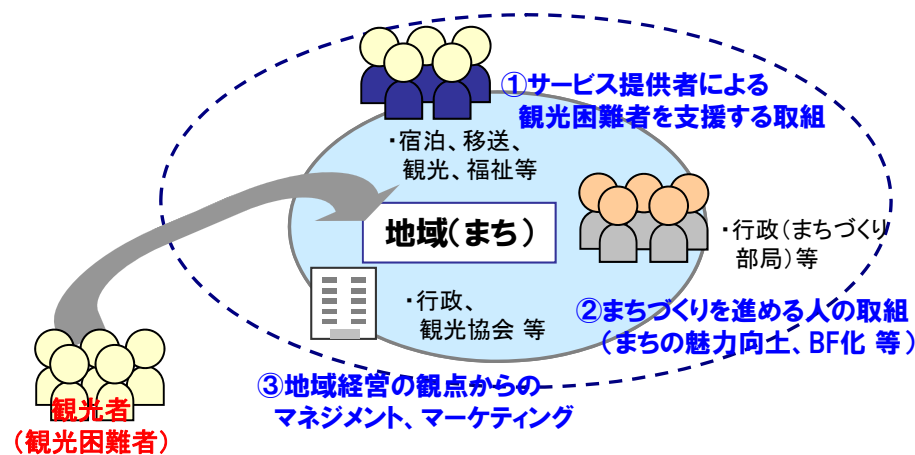 ①サービス提供者による
観光困難者を支援する取組
・宿泊、移送、
観光、福祉等
地域(まち)
・行政(まちづくり
部局)等
・行政、
観光協会 等
②まちづくりを進める人の取組
(まちの魅力向上、BF化 等)
③地域経営の観点からの
マネジメント、マーケティング
観光者
(観光困難者)